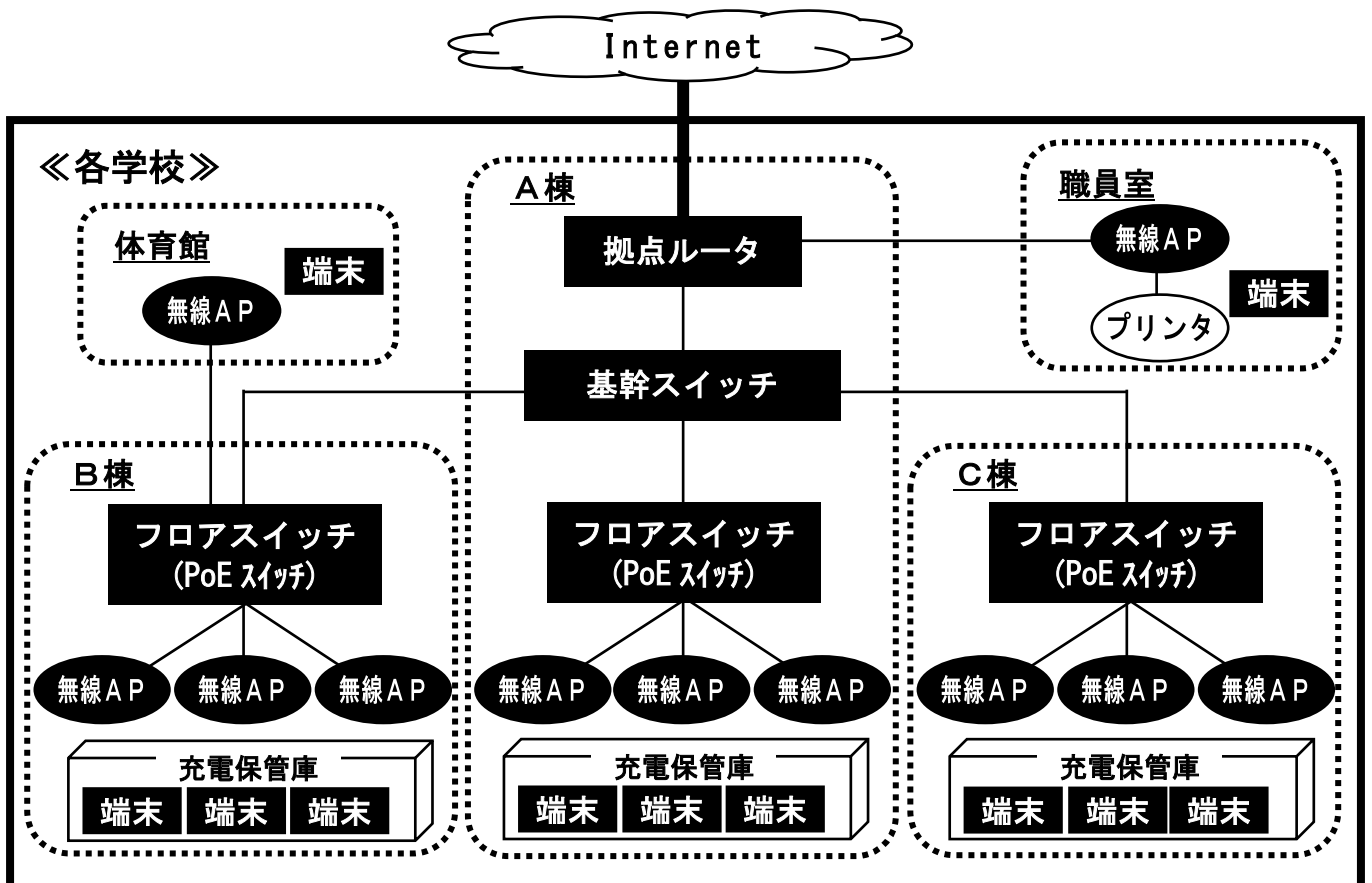 Internet
≪各学校≫
体育館
端末
無線ＡＰ
Ａ棟
拠点ルータ
基幹スイッチ
職員室
無線ＡＰ
端末
プリンタ
Ｂ棟
フロアスイッチ
(PoE スイッチ)
無線ＡＰ 無線ＡＰ 無線ＡＰ
充電保管庫
端末 端末 端末
フロアスイッチ
(PoE スイッチ)
無線ＡＰ 無線ＡＰ 無線ＡＰ
充電保管庫
端末 端末 端末
Ｃ棟
フロアスイッチ
(PoE スイッチ)
無線ＡＰ 無線ＡＰ 無線ＡＰ
充電保管庫
端末 端末 端末